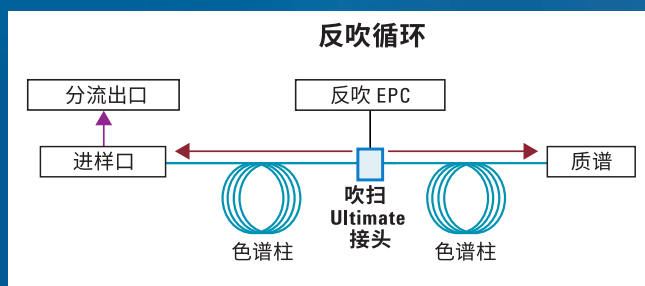 反吹循环
分流出口
反吹 EPC
进样口
质谱
吹扫
Ultimate
接头
色谱柱
色谱柱